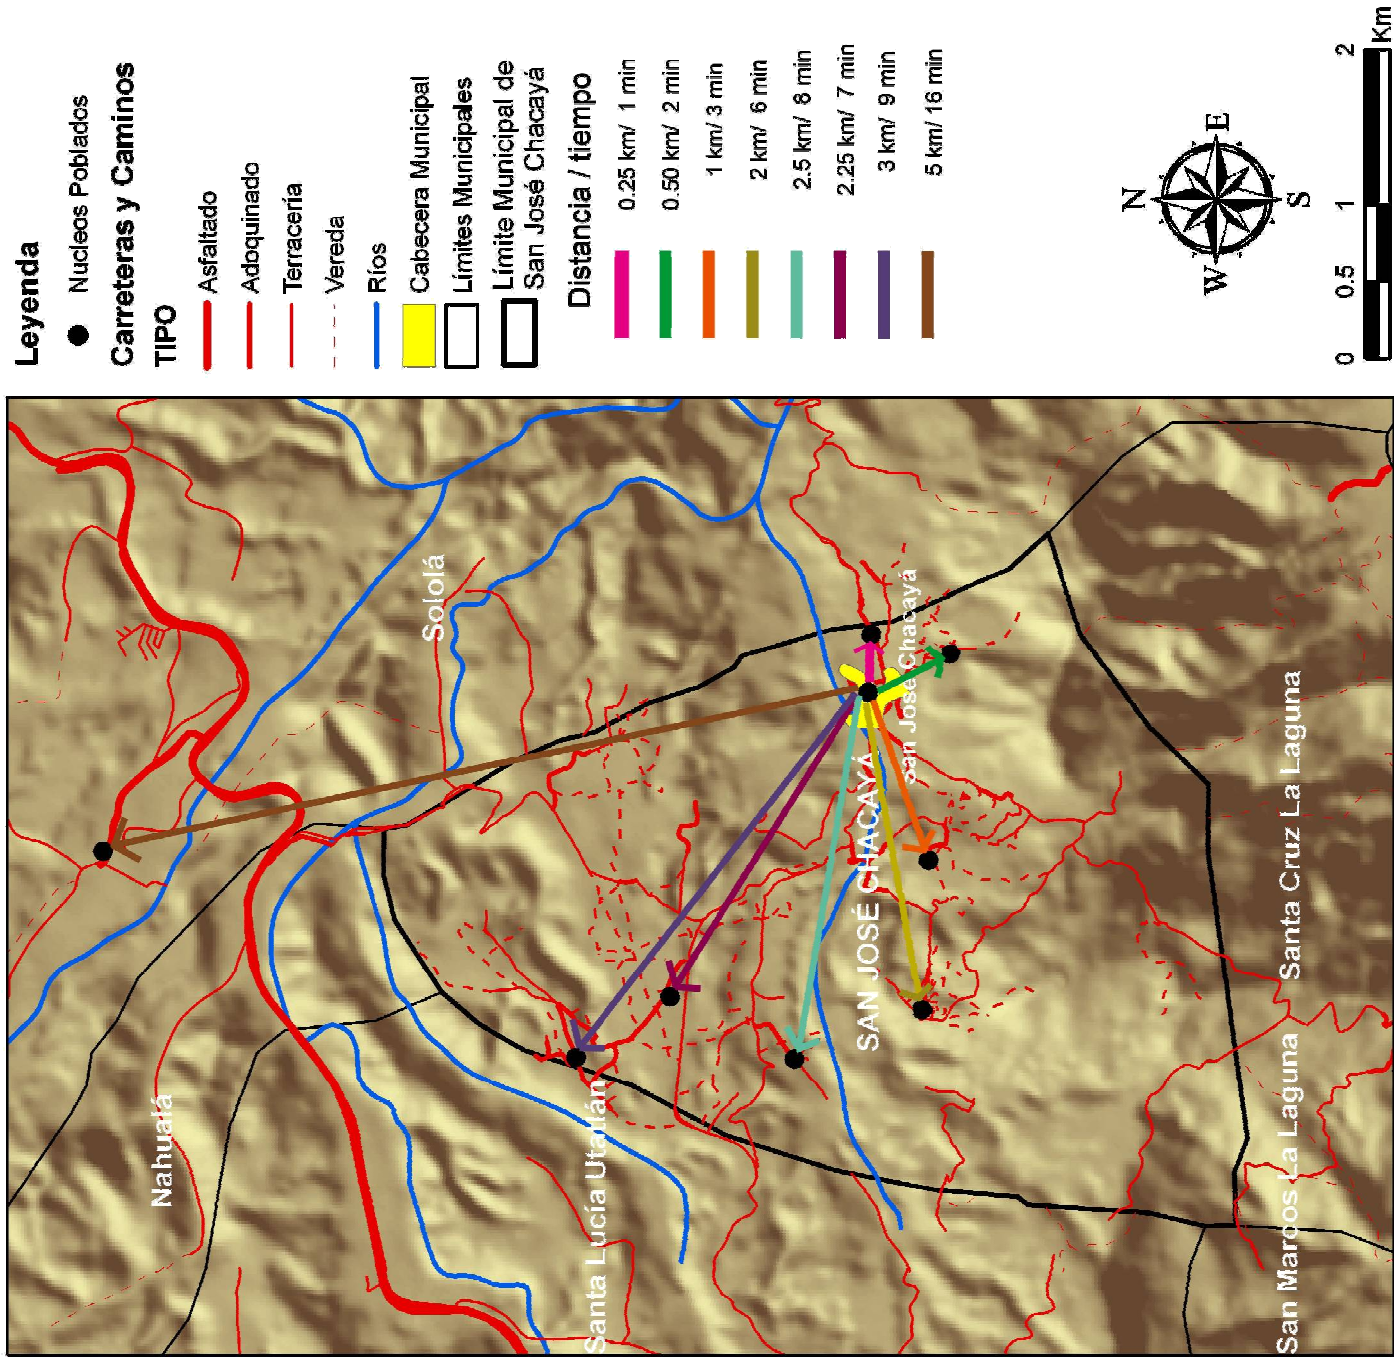 Leyenda
Nucleos Poblados
Carreteras y Caminos
TIPO
Asfaltado
Adoquinado
Terracería
Vereda
Ríos
Cabecera Municipal
Límites Municipales
Límite Municipal de
San José Chacayá
Distancia / tiempo
0.25 km/ 1 min
0.50 km/ 2 min
1 km/ 3 min
2 km/ 6 min
2.5 km/ 8 min
2.25 km/ 7 min
3 km/ 9 min
5 km/ 16 min
N
W
E
S
0
0.5
1
2
Km
Nahualá
Sololá
Santa Lucía Utatlán
SAN JOSÉ CHACAYÁ
San José Chacayá
Santa Cruz La Laguna
San Marcos La Laguna